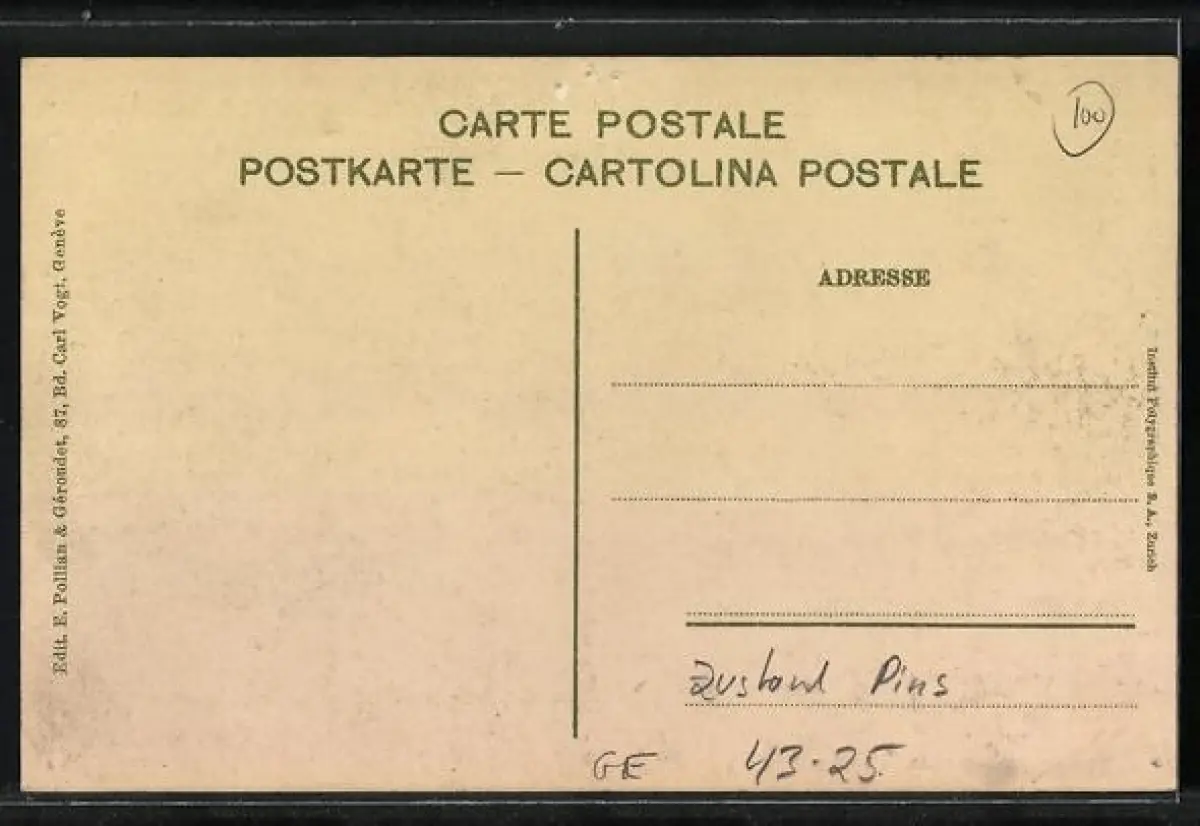 CARTE POSTALE
POSTKARTE — CARTOLINA POSTALE
100
ADRESSE
Edit. E. Pollian & Géroudet, 87, Bd. Carl Vogt, Genève
Institut Polygraphique S. A., Zurich
Zustand Pins
GE 43.25